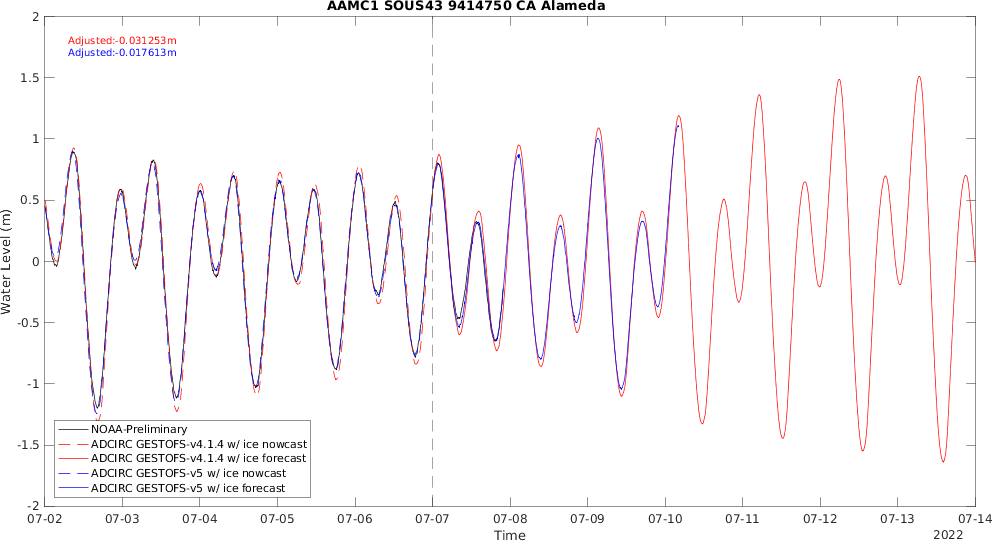 AAMC1 SOUS43 9414750 CA Alameda
Adjusted:-0.031253m
Adjusted:-0.017613m
Water Level (m)
2
1.5
1
0.5
0
-0.5
-1
-1.5
-2
NOAA-Preliminary
ADCIRC GESTOFS-v4.1.4 w/ ice nowcast
ADCIRC GESTOFS-v4.1.4 w/ ice forecast
ADCIRC GESTOFS-v5 w/ ice nowcast
ADCIRC GESTOFS-v5 w/ ice forecast
07-02 07-03 07-04 07-05 07-06 07-07 07-08 07-09 07-10 07-11 07-12 07-13 07-14
Time
2022